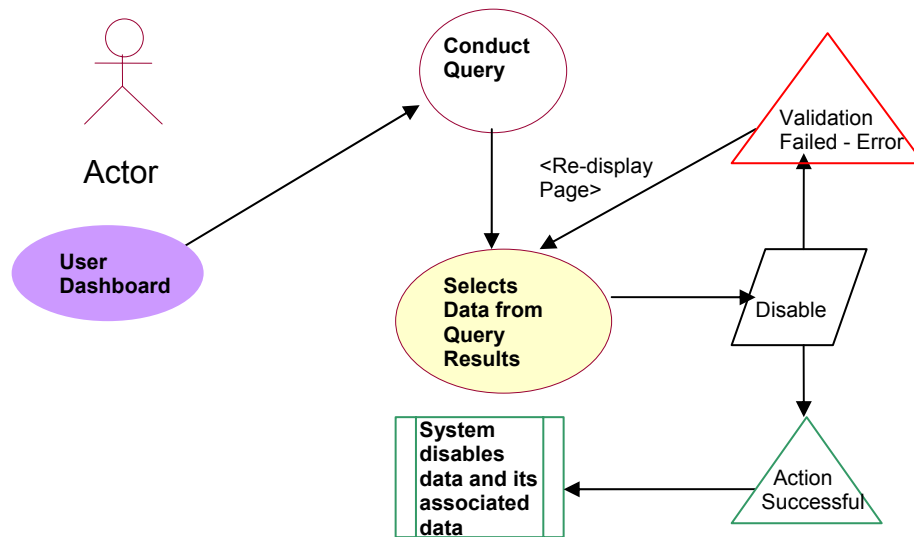 Conduct
Query
Validation
Failed - Error
Actor
<Re-display
Page>
User
Dashboard
Selects
Data from
Query
Results
Disable
System
disables
data and its
associated
data
Action
Successful